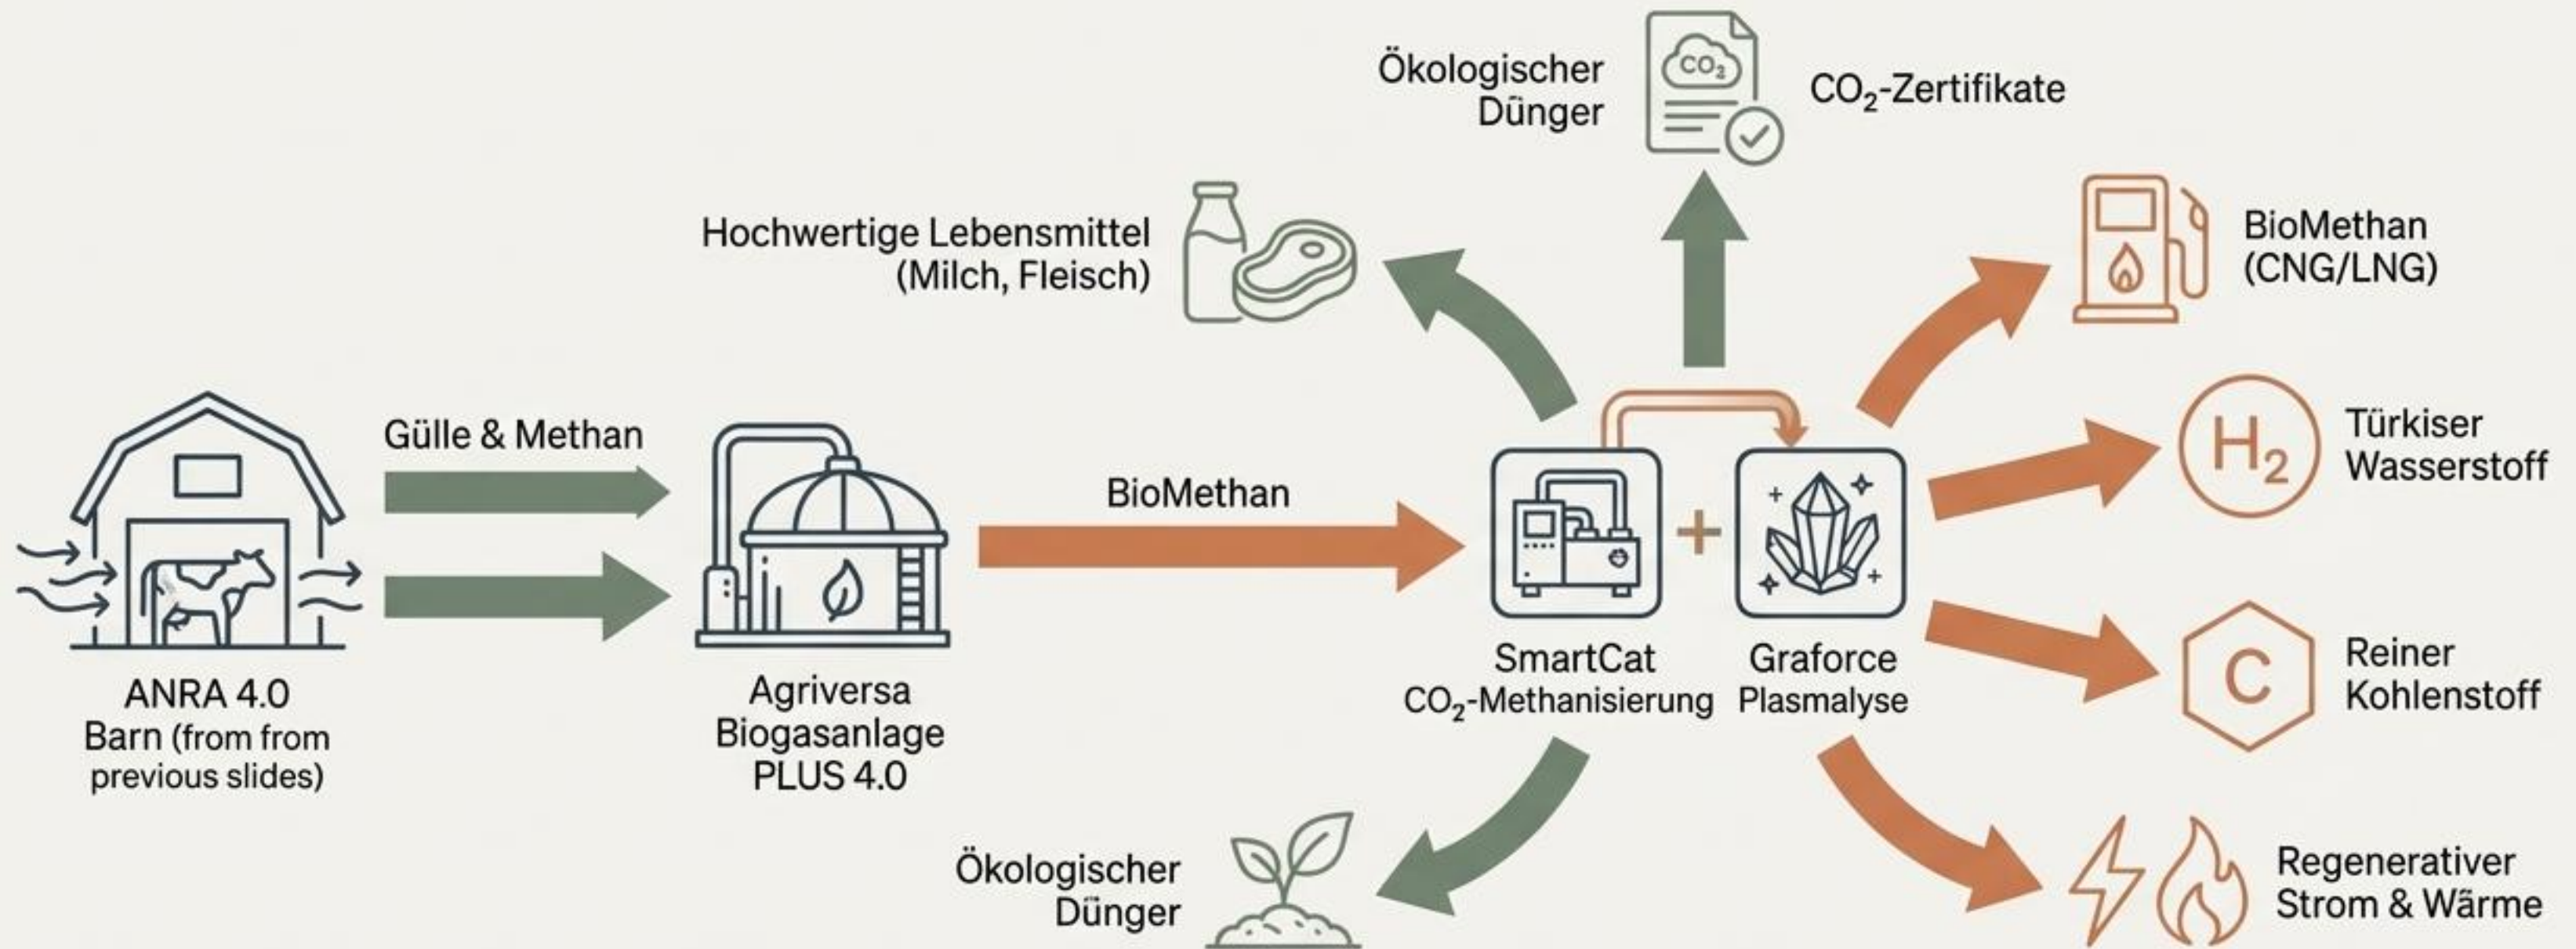 Ökologischer
Dünger
CO₂
CO₂-Zertifikate
Hochwertige Lebensmittel
(Milch, Fleisch)
BioMethan
(CNG/LNG)
Gülle & Methan
BioMethan
H₂
Türkiser
Wasserstoff
ANRA 4.0
Barn (from from
previous slides)
Agriversa
Biogasanlage
PLUS 4.0
+
SmartCat
CO₂-Methanisierung
Graforce
Plasmalyse
C
Reiner
Kohlenstoff
Ökologischer
Dünger
Regenerativer
Strom & Wärme